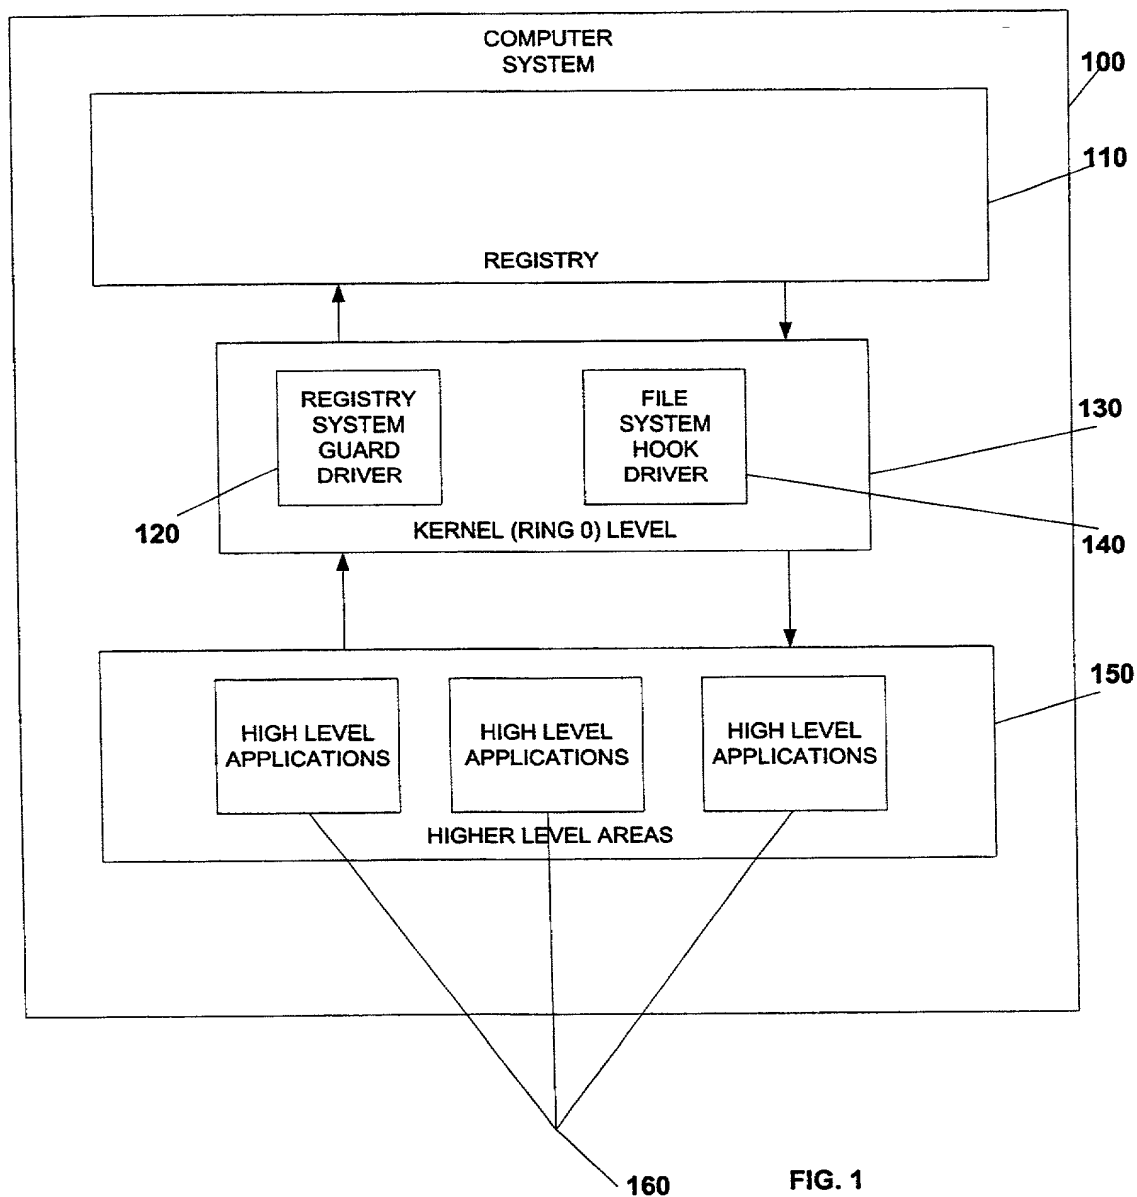 COMPUTER
SYSTEM
100
110
REGISTRY
REGISTRY
SYSTEM
GUARD
DRIVER
FILE
SYSTEM
HOOK
DRIVER
130
120
KERNEL (RING 0) LEVEL
140
150
HIGH LEVEL
APPLICATIONS
HIGH LEVEL
APPLICATIONS
HIGH LEVEL
APPLICATIONS
HIGHER LEVEL AREAS
160
FIG. 1